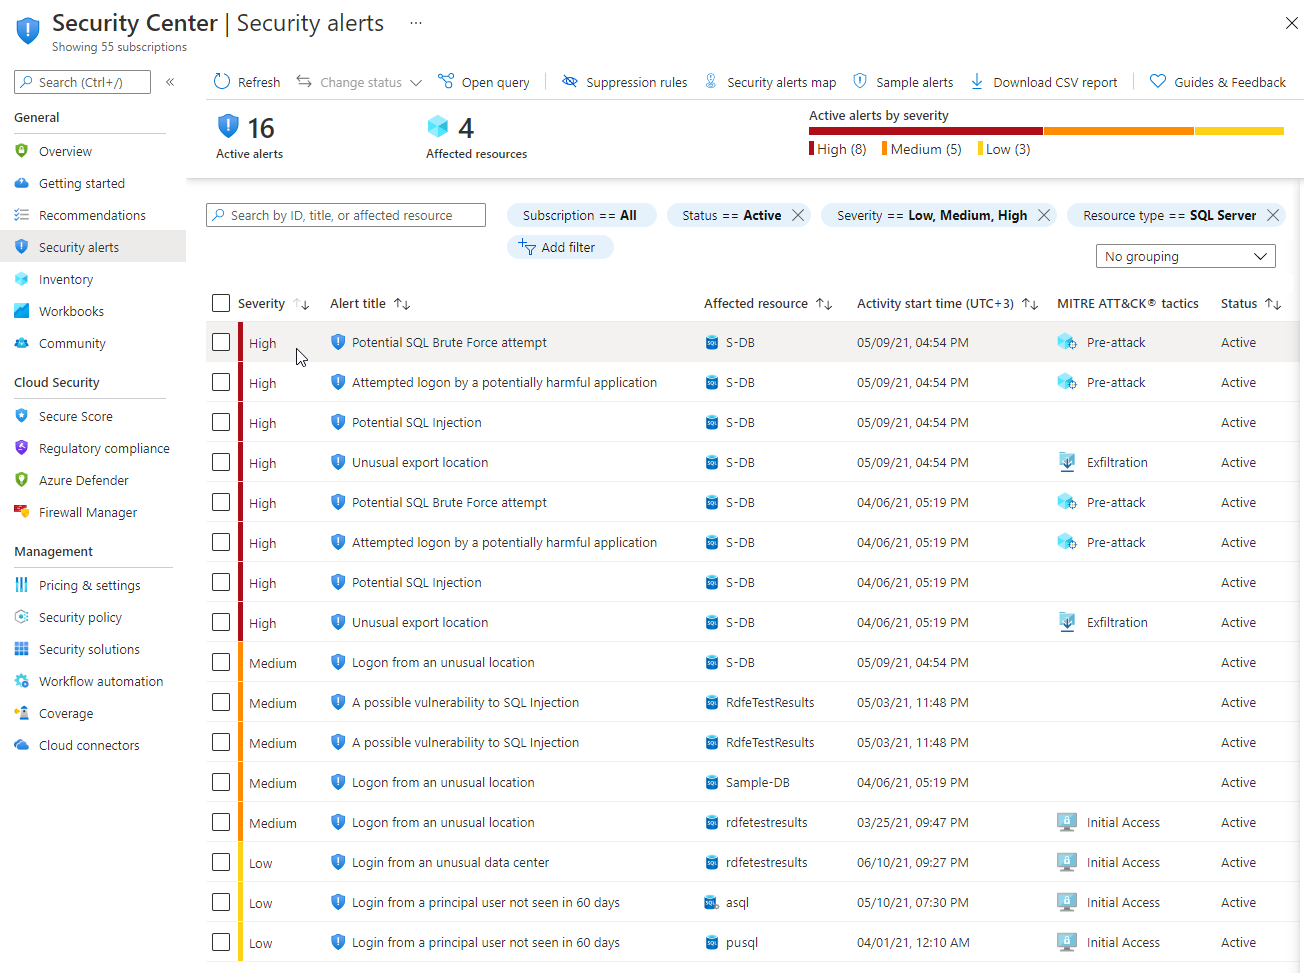 Security Center | Security alerts ...
Showing 55 subscriptions
Search (Ctrl+/) «
Refresh Change status Open query Suppression rules Security alerts map Sample alerts Download CSV report Guides & Feedback
General
Overview
Getting started
Recommendations
Security alerts
Inventory
Workbooks
Community
Cloud Security
Secure Score
Regulatory compliance
Azure Defender
Firewall Manager
Management
Pricing & settings
Security policy
Security solutions
Workflow automation
Coverage
Cloud connectors
16
Active alerts
4
Affected resources
Active alerts by severity
High (8) Medium (5) Low (3)
Search by ID, title, or affected resource
Subscription == All Status == Active Severity == Low, Medium, High Resource type == SQL Server
Add filter
No grouping
Severity Alert title Affected resource Activity start time (UTC+3) MITRE ATT&CK® tactics Status
High Potential SQL Brute Force attempt S-DB 05/09/21, 04:54 PM Pre-attack Active
High Attempted logon by a potentially harmful application S-DB 05/09/21, 04:54 PM Pre-attack Active
High Potential SQL Injection S-DB 05/09/21, 04:54 PM Active
High Unusual export location S-DB 05/09/21, 04:54 PM Exfiltration Active
High Potential SQL Brute Force attempt S-DB 04/06/21, 05:19 PM Pre-attack Active
High Attempted logon by a potentially harmful application S-DB 04/06/21, 05:19 PM Pre-attack Active
High Potential SQL Injection S-DB 04/06/21, 05:19 PM Active
High Unusual export location S-DB 04/06/21, 05:19 PM Exfiltration Active
Medium Logon from an unusual location S-DB 05/09/21, 04:54 PM Active
Medium A possible vulnerability to SQL Injection RdfeTestResults 05/03/21, 11:48 PM Active
Medium A possible vulnerability to SQL Injection RdfeTestResults 05/03/21, 11:48 PM Active
Medium Logon from an unusual location Sample-DB 04/06/21, 05:19 PM Active
Medium Logon from an unusual location rdfetestresults 03/25/21, 09:47 PM Initial Access Active
Low Login from an unusual data center rdfetestresults 06/10/21, 09:27 PM Initial Access Active
Low Login from a principal user not seen in 60 days asql 05/10/21, 07:30 PM Initial Access Active
Low Login from a principal user not seen in 60 days pusql 04/01/21, 12:10 AM Initial Access Active